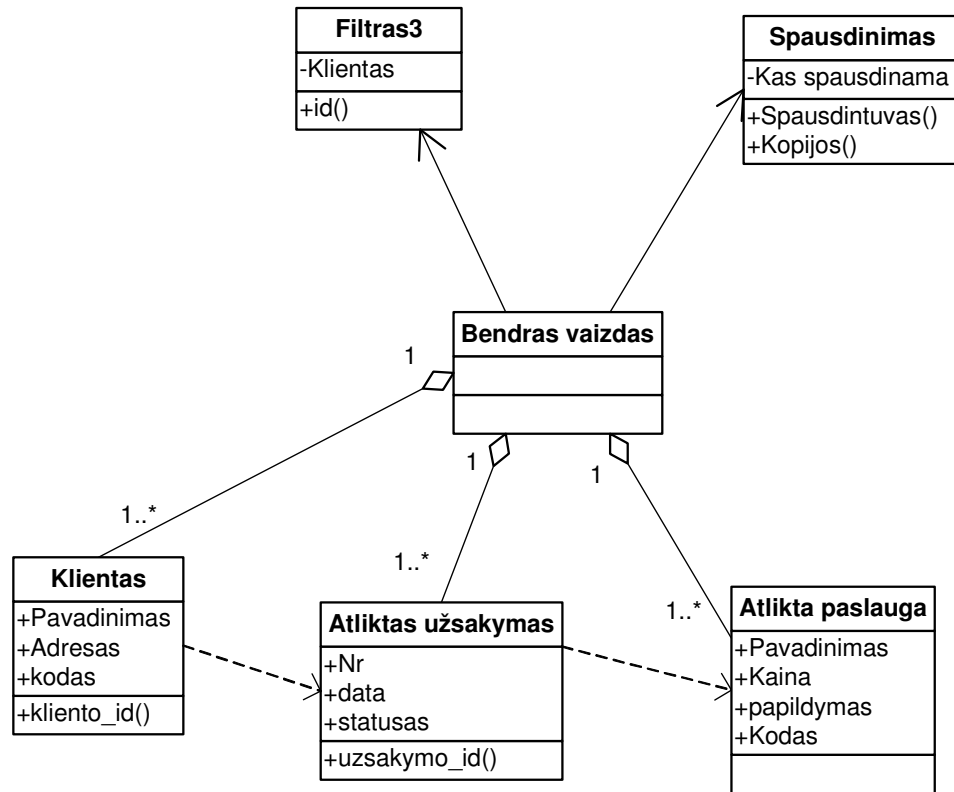 Filtras3
-Klientas
+id()
Spausdinimas
-Kas spausdinama
+Spausdintuvas()
+Kopijos()
Bendras vaizdas
1
1
1
1..*
1..*
1..*
Klientas
+Pavadinimas
+Adresas
+kodas
+kliento_id()
Atliktas užsakymas
+Nr
+data
+statusas
+uzsakymo_id()
Atlikta paslauga
+Pavadinimas
+Kaina
+papildymas
+Kodas